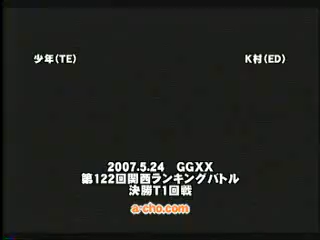 少年(TE)
K村(ED)
2007.5.24 GGXX
第122回関西ランキングバトル
決勝T1回戦
a-cho.com